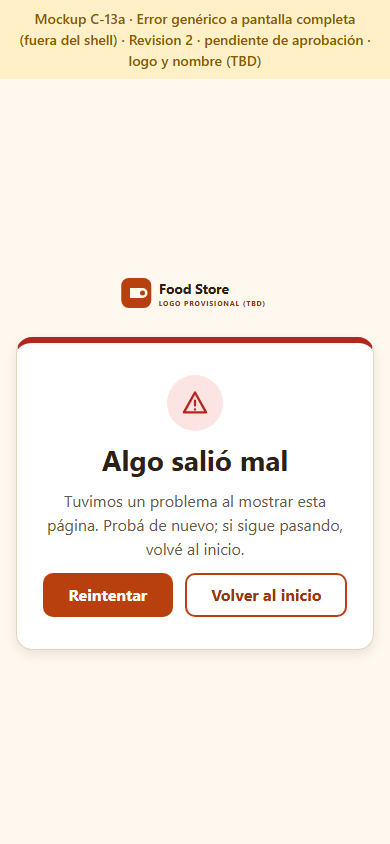 Mockup C-13a · Error genérico a pantalla completa
(fuera del shell) · Revision 2 · pendiente de aprobación ·
logo y nombre (TBD)
Food Store
LOGO PROVISIONAL (TBD)
Algo salió mal
Tuvimos un problema al mostrar esta
página. Probá de nuevo; si sigue pasando,
volvé al inicio.
Reintentar
Volver al inicio